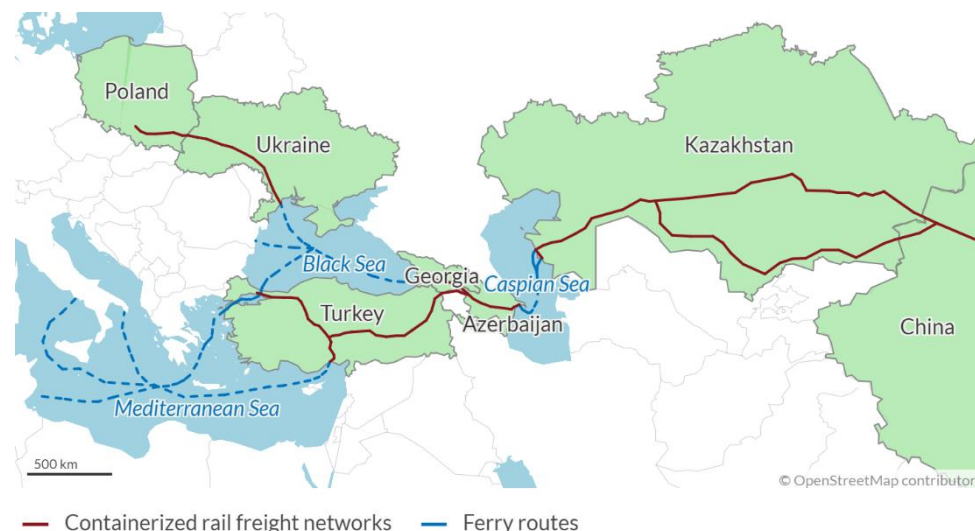 Poland
Ukraine
Kazakhstan
Black Sea
Georgia
Caspian Sea
Turkey
Azerbaijan
China
Mediterranean Sea
500 km
© OpenStreetMap contributor
Containerized rail freight networks
Ferry routes